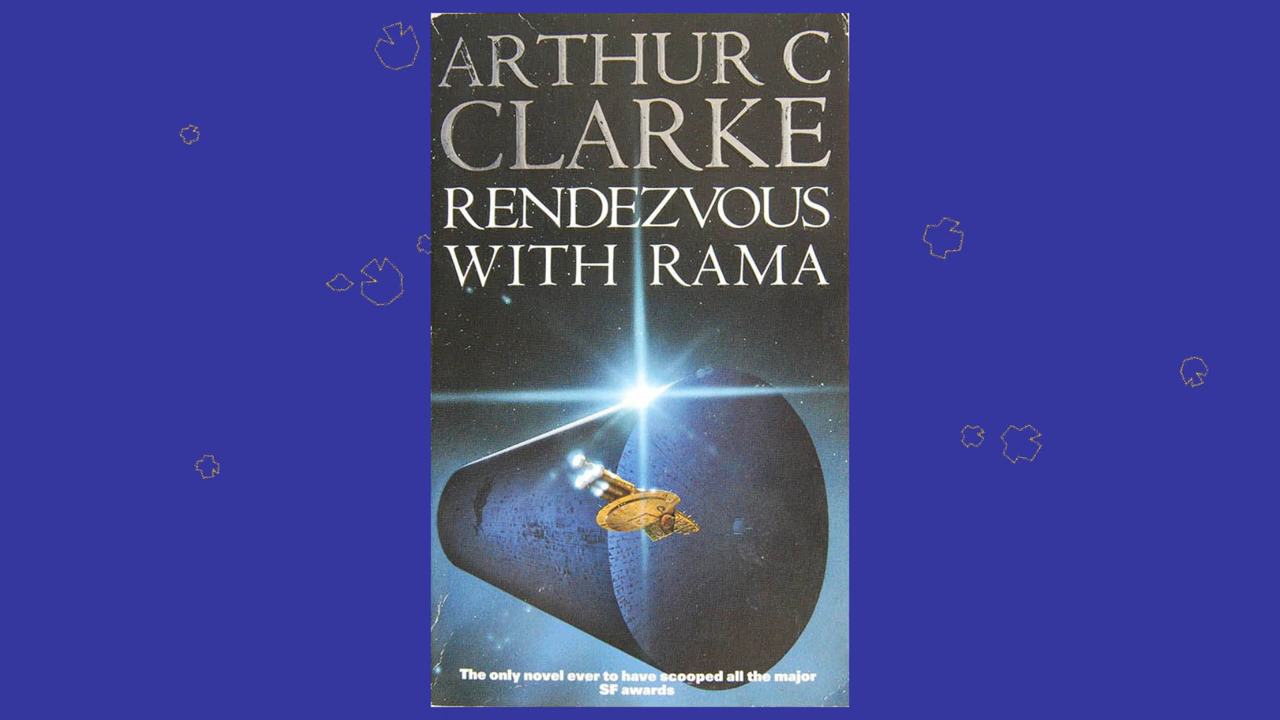 ARTHUR C
CLARKE
RENDEZVOUS
WITH RAMA
The only novel ever to have scooped all the major
SF awards